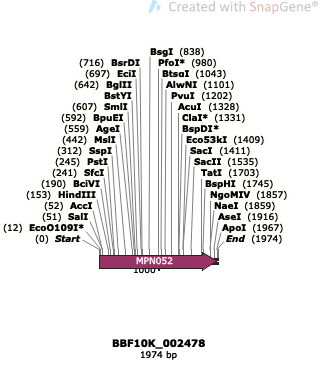 Created with SnapGene®
BsgI (838)
(716) BsrDI PfoI* (980)
(697) EciI BtsαI (1043)
(642) BglII AlwNI (1101)
BstYI PvuI (1202)
(607) SmlI AcuI (1328)
(592) BpuEI ClaI* (1331)
(559) AgeI BspDI*
(442) MslI Eco53kI (1409)
(312) SspI SacI (1411)
(245) PstI SacII (1535)
(241) SfcI TatI (1703)
(190) BciVI BspHI (1745)
(153) HindIII NgoMIV (1857)
(52) AccI NaeI (1859)
(51) SalI AseI (1916)
(12) EcoO109I* ApoI (1967)
(0) Start End (1974)
MPN052
1000
BBF10K_002478
1974 bp